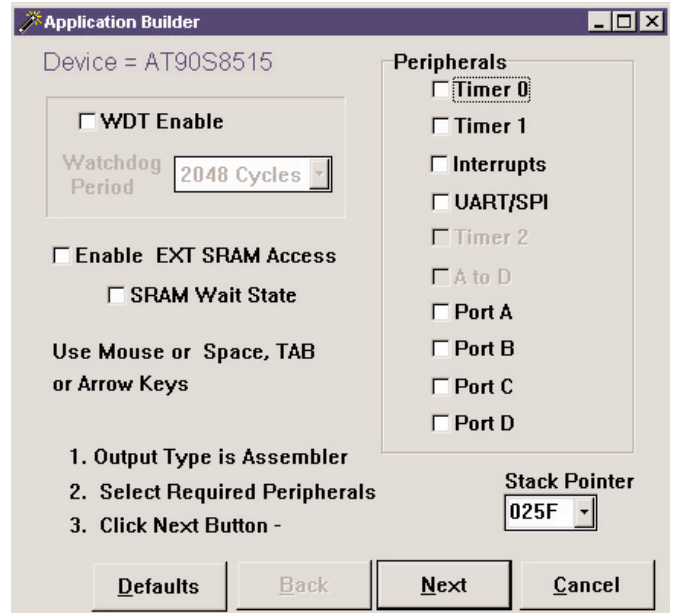 Application Builder
Device = AT90S8515
WDT Enable
Watchdog
Period
2048 Cycles
Enable EXT SRAM Access
SRAM Wait State
Use Mouse or Space, TAB
or Arrow Keys
1. Output Type is Assembler
2. Select Required Peripherals
3. Click Next Button -
Peripherals
Timer 0
Timer 1
Interrupts
UART/SPI
Timer 2
A to D
Port A
Port B
Port C
Port D
Stack Pointer
025F
Defaults
Back
Next
Cancel